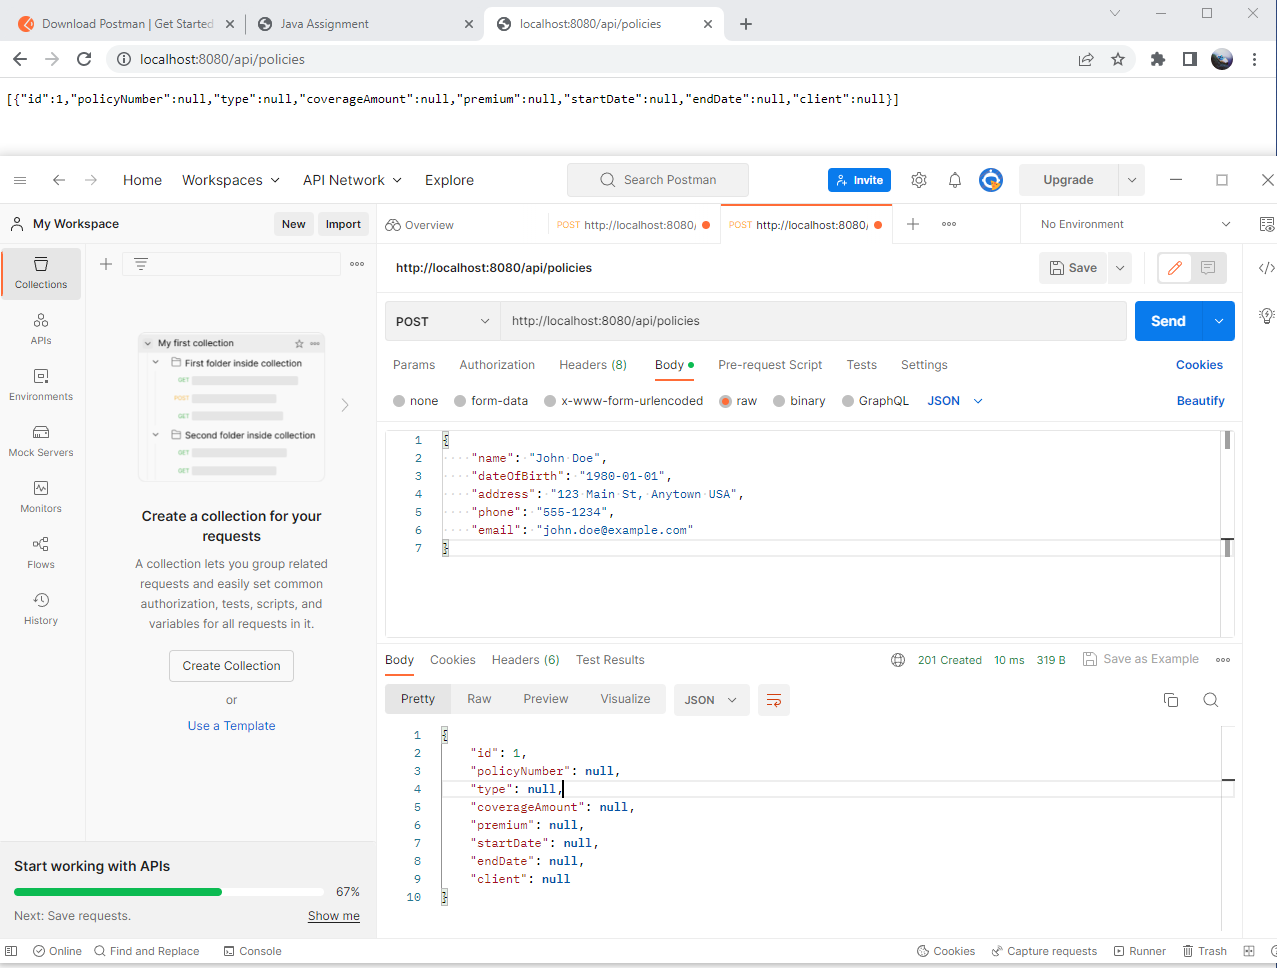 Download Postman | Get Started
Java Assignment
localhost:8080/api/policies
localhost:8080/api/policies
[{"id":1,"policyNumber":null,"type":null,"coverageAmount":null,"premium":null,"startDate":null,"endDate":null,"client":null}]
Home Workspaces API Network Explore Search Postman Invite Upgrade
My Workspace New Import Overview POST http://localhost:8080/ POST http://localhost:8080/ No Environment
Collections
APIs
Environments
Mock Servers
Monitors
Flows
History
My first collection
First folder inside collection
GET
POST
GET
Second folder inside collection
GET
GET
Create a collection for your
requests
A collection lets you group related
requests and easily set common
authorization, tests, scripts, and
variables for all requests in it.
Create Collection
or
Use a Template
Start working with APIs
67%
Next: Save requests. Show me
http://localhost:8080/api/policies Save
POST http://localhost:8080/api/policies Send
Params Authorization Headers (8) Body Pre-request Script Tests Settings Cookies
none form-data x-www-form-urlencoded raw binary GraphQL JSON Beautify
1 {
2 "name": "John Doe",
3 "dateOfBirth": "1980-01-01",
4 "address": "123 Main St, Anytown USA",
5 "phone": "555-1234",
6 "email": "john.doe@example.com"
7 }
Body Cookies Headers (6) Test Results 201 Created 10 ms 319 B Save as Example
Pretty Raw Preview Visualize JSON
1 {
2 "id": 1,
3 "policyNumber": null,
4 "type": null,
5 "coverageAmount": null,
6 "premium": null,
7 "startDate": null,
8 "endDate": null,
9 "client": null
10 }
Online Find and Replace Console Cookies Capture requests Runner Trash